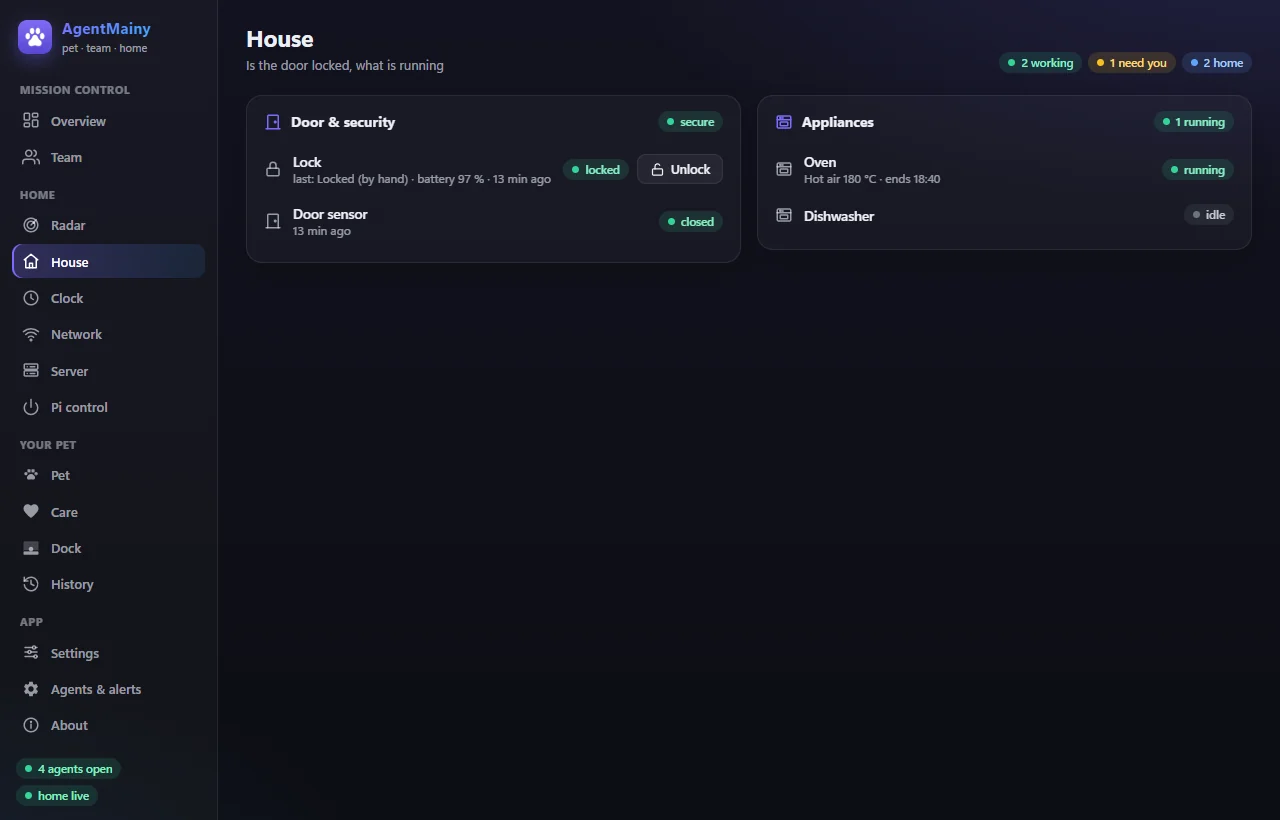 AgentMainy
pet · team · home
MISSION CONTROL
Overview
Team
HOME
Radar
House
Clock
Network
Server
Pi control
YOUR PET
Pet
Care
Dock
History
APP
Settings
Agents & alerts
About
4 agents open
home live
House
Is the door locked, what is running
2 working
1 need you
2 home
Door & security
secure
Lock
last: Locked (by hand) · battery 97 % · 13 min ago
locked
Unlock
Door sensor
13 min ago
closed
Appliances
1 running
Oven
Hot air 180 °C · ends 18:40
running
Dishwasher
idle